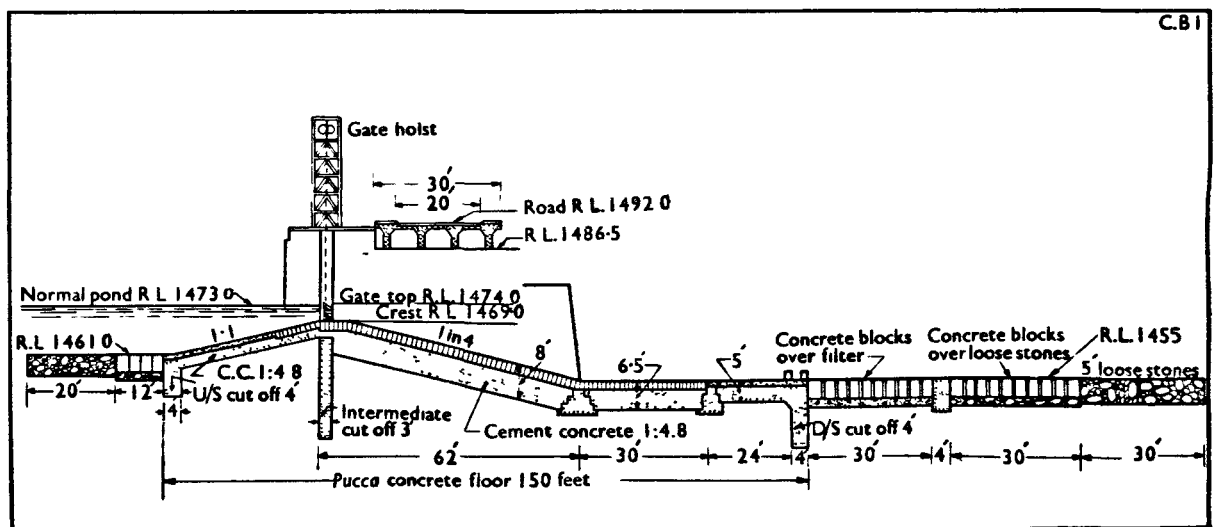 C.B I
Gate hoist
30'
20'
Road R L. 1492 0
R L. 1486·5
Normal pond R L 1473 0
Gate top R.L. 1474 0
Crest R L 1469·0
R.L 1461 0
1·1
1 in 4
8'
6·5'
5'
Concrete blocks
over filter
Concrete blocks
over loose stones
R.L. 1455
5' loose stones
C.C. 1:4 8
U/S cut off 4'
20'
12'
4'
Intermediate
cut off 3'
Cement concrete 1:4.8
D/S cut off 4'
62'
30'
24'
4'
30'
4'
30'
30'
Pucca concrete floor 150 feet